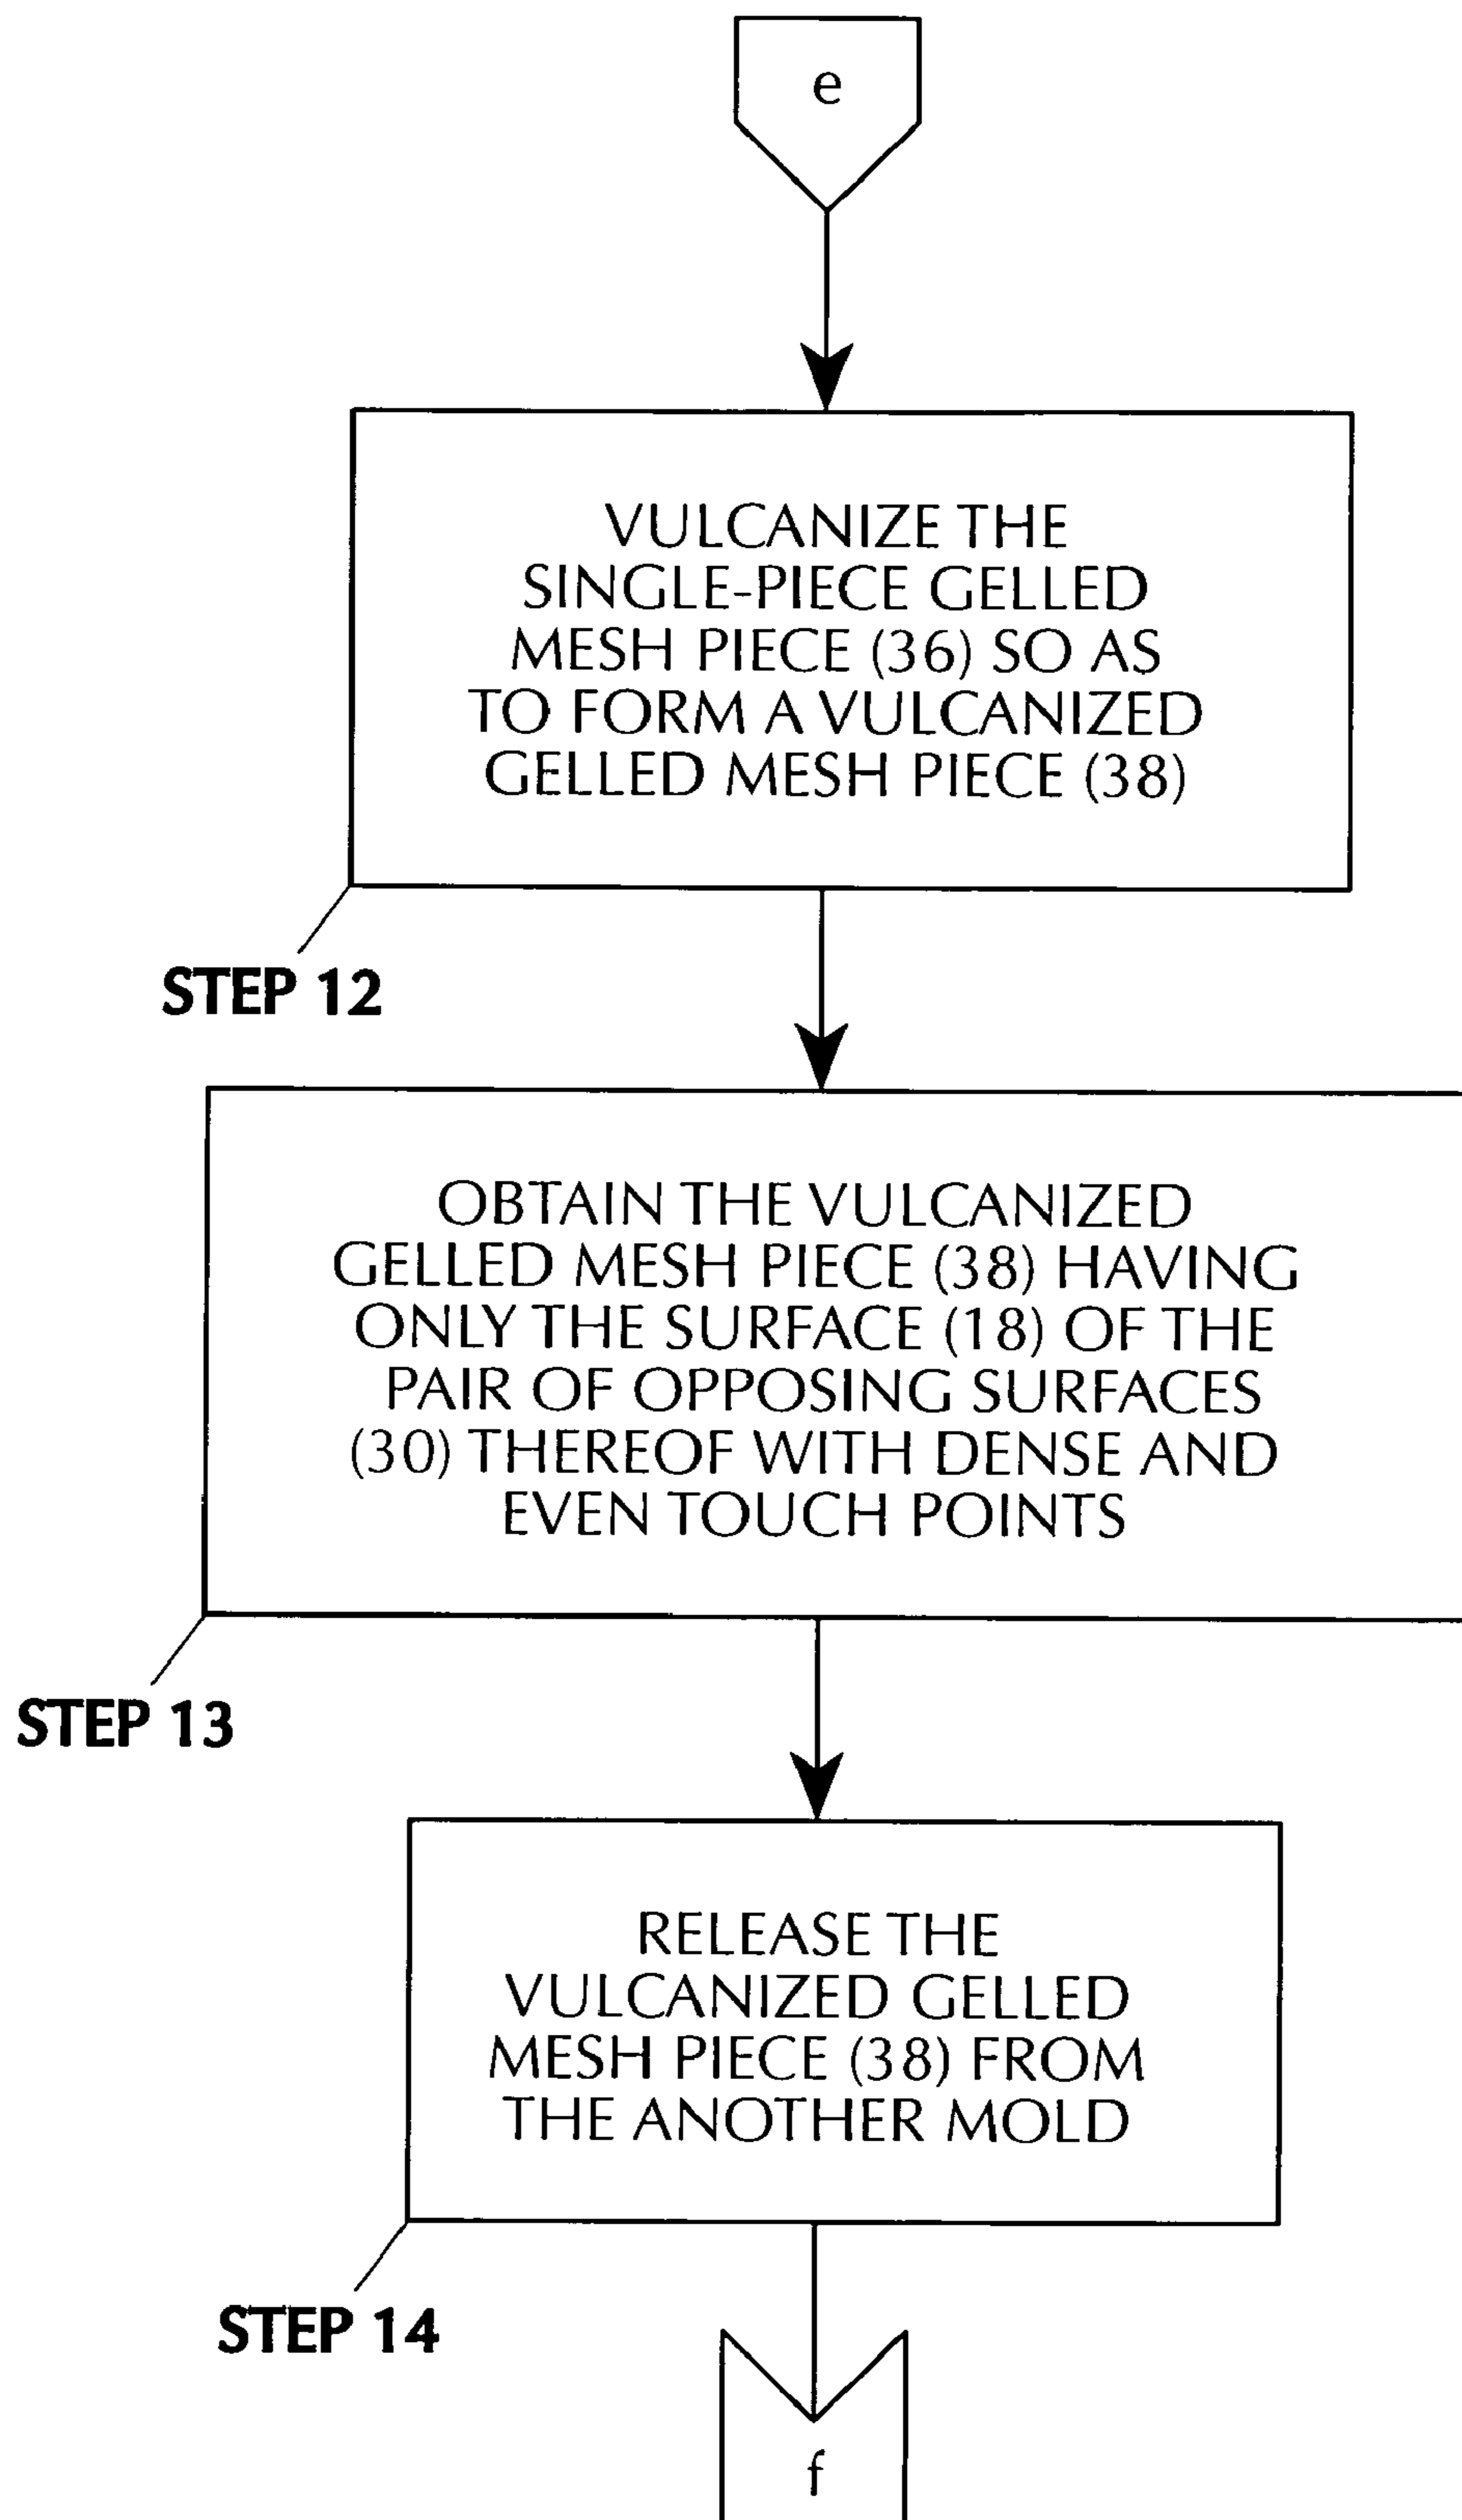 e
VULCANIZE THE
SINGLE-PIECE GELLED
MESH PIECE (36) SO AS
TO FORM A VULCANIZED
GELLED MESH PIECE (38)
STEP 12
OBTAIN THE VULCANIZED
GELLED MESH PIECE (38) HAVING
ONLY THE SURFACE (18) OF THE
PAIR OF OPPOSING SURFACES
(30) THEREOF WITH DENSE AND
EVEN TOUCH POINTS
STEP 13
RELEASE THE
VULCANIZED GELLED
MESH PIECE (38) FROM
THE ANOTHER MOLD
STEP 14
f